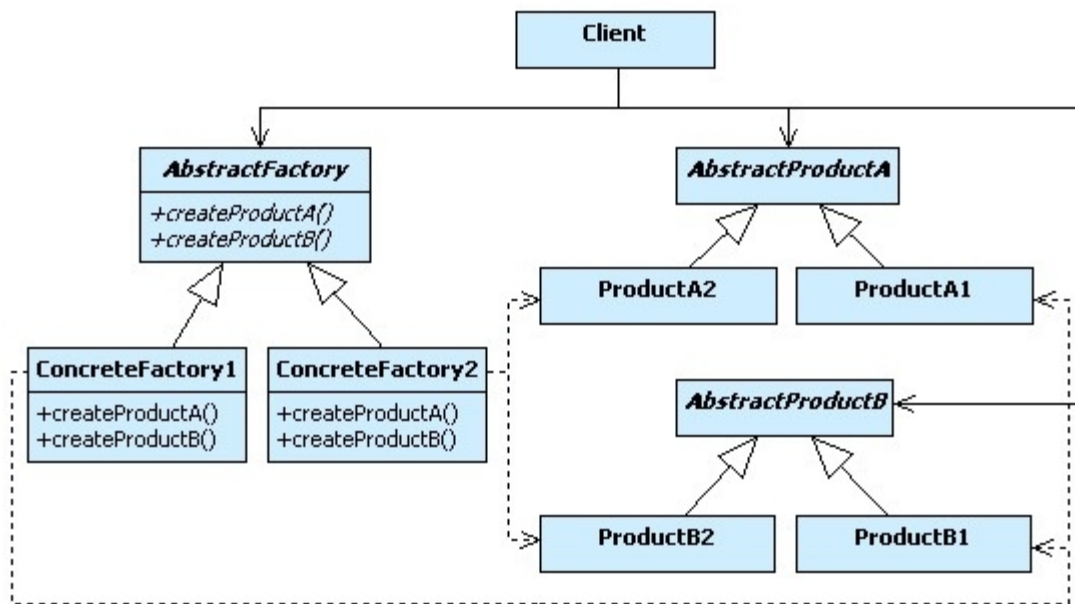 Client
AbstractFactory
+createProductA()
+createProductB()
AbstractProductA
ProductA2
ProductA1
ConcreteFactory1
+createProductA()
+createProductB()
ConcreteFactory2
+createProductA()
+createProductB()
AbstractProductB
ProductB2
ProductB1